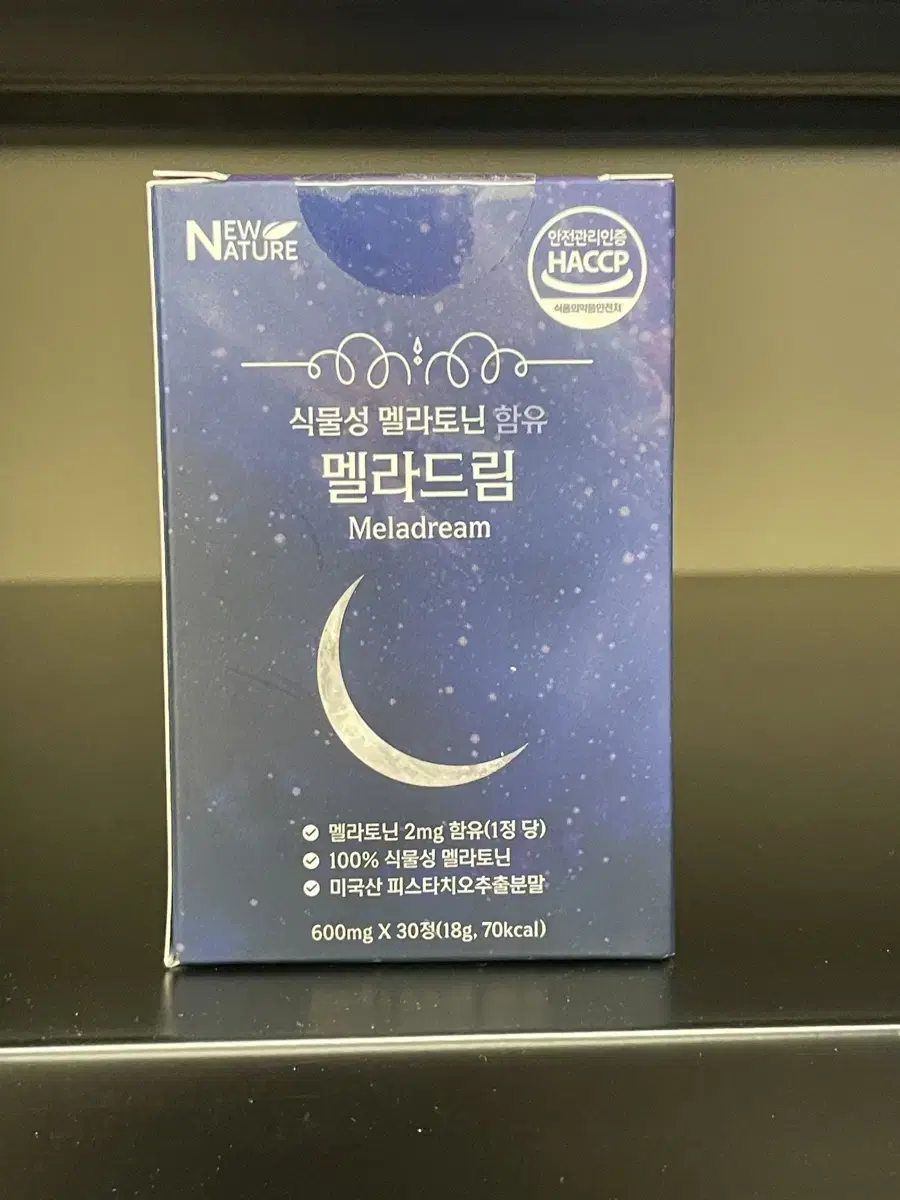 NEW NATURE
안전관리인증
HACCP
식품의약품안전처
식물성 멜라토닌 함유
멜라드림
Meladream
멜라토닌 2mg 함유(1정 당)
100% 식물성 멜라토닌
미국산 피스타치오추출분말
600mg X 30정(18g, 70kcal)